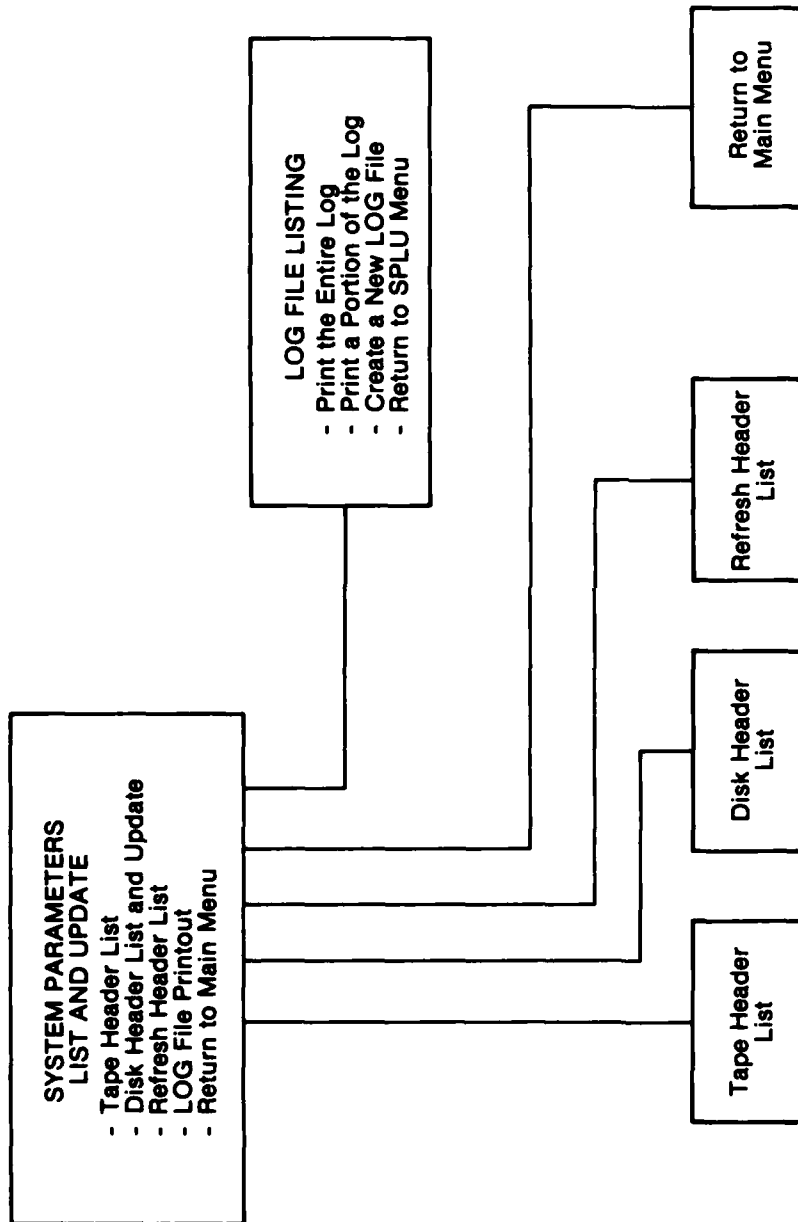 SYSTEM PARAMETERS
LIST AND UPDATE
- Tape Header List
- Disk Header List and Update
- Refresh Header List
- LOG File Printout
- Return to Main Menu
LOG FILE LISTING
- Print the Entire Log
- Print a Portion of the Log
- Create a New LOG File
- Return to SPLU Menu
Tape Header
List
Disk Header
List
Refresh Header
List
Return to
Main Menu